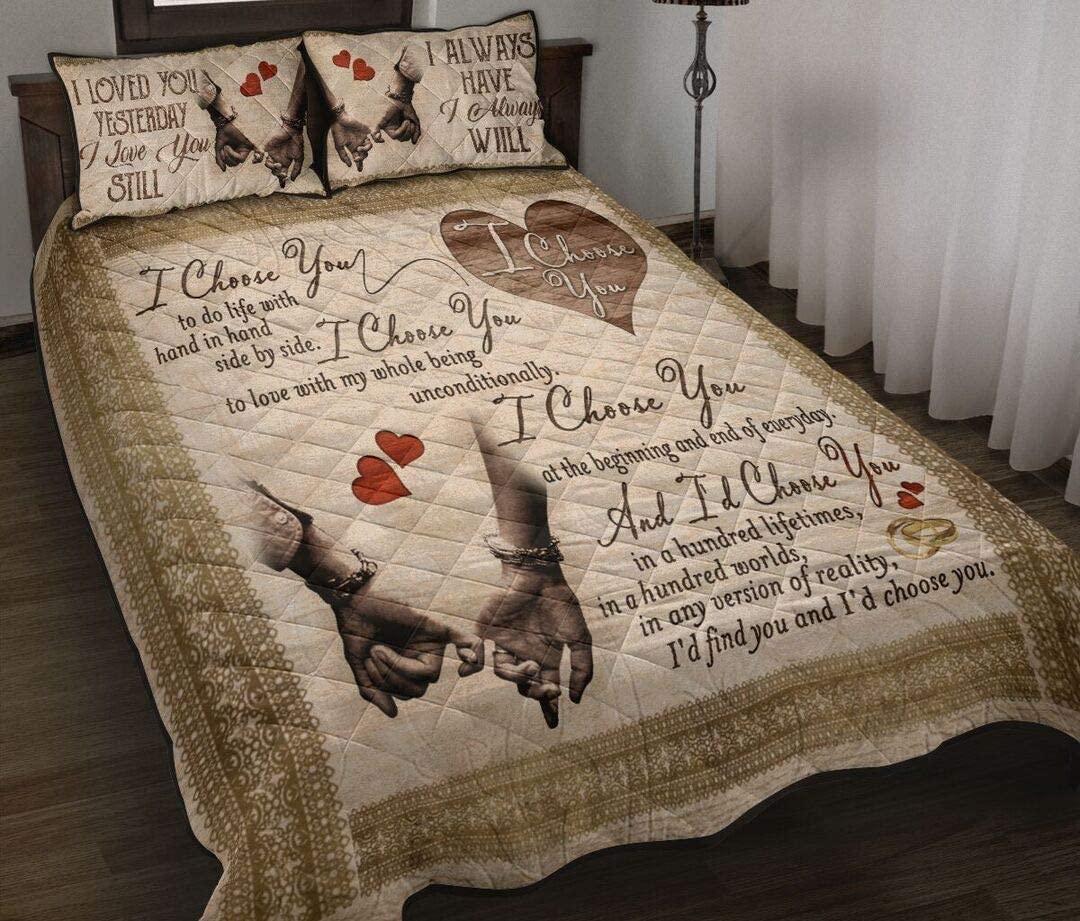 I LOVED YOU
YESTERDAY
I Love You
STILL
I ALWAYS
HAVE
I Always
WILL
I Choose You
to do life with
hand in hand
side by side.
I Choose You
to love with my whole being
unconditionally.
I Choose You
at the beginning and end of everyday.
And I'd Choose You
in a hundred lifetimes,
in a hundred worlds,
in any version of reality,
I'd find you and I'd choose you.
I Choose
You